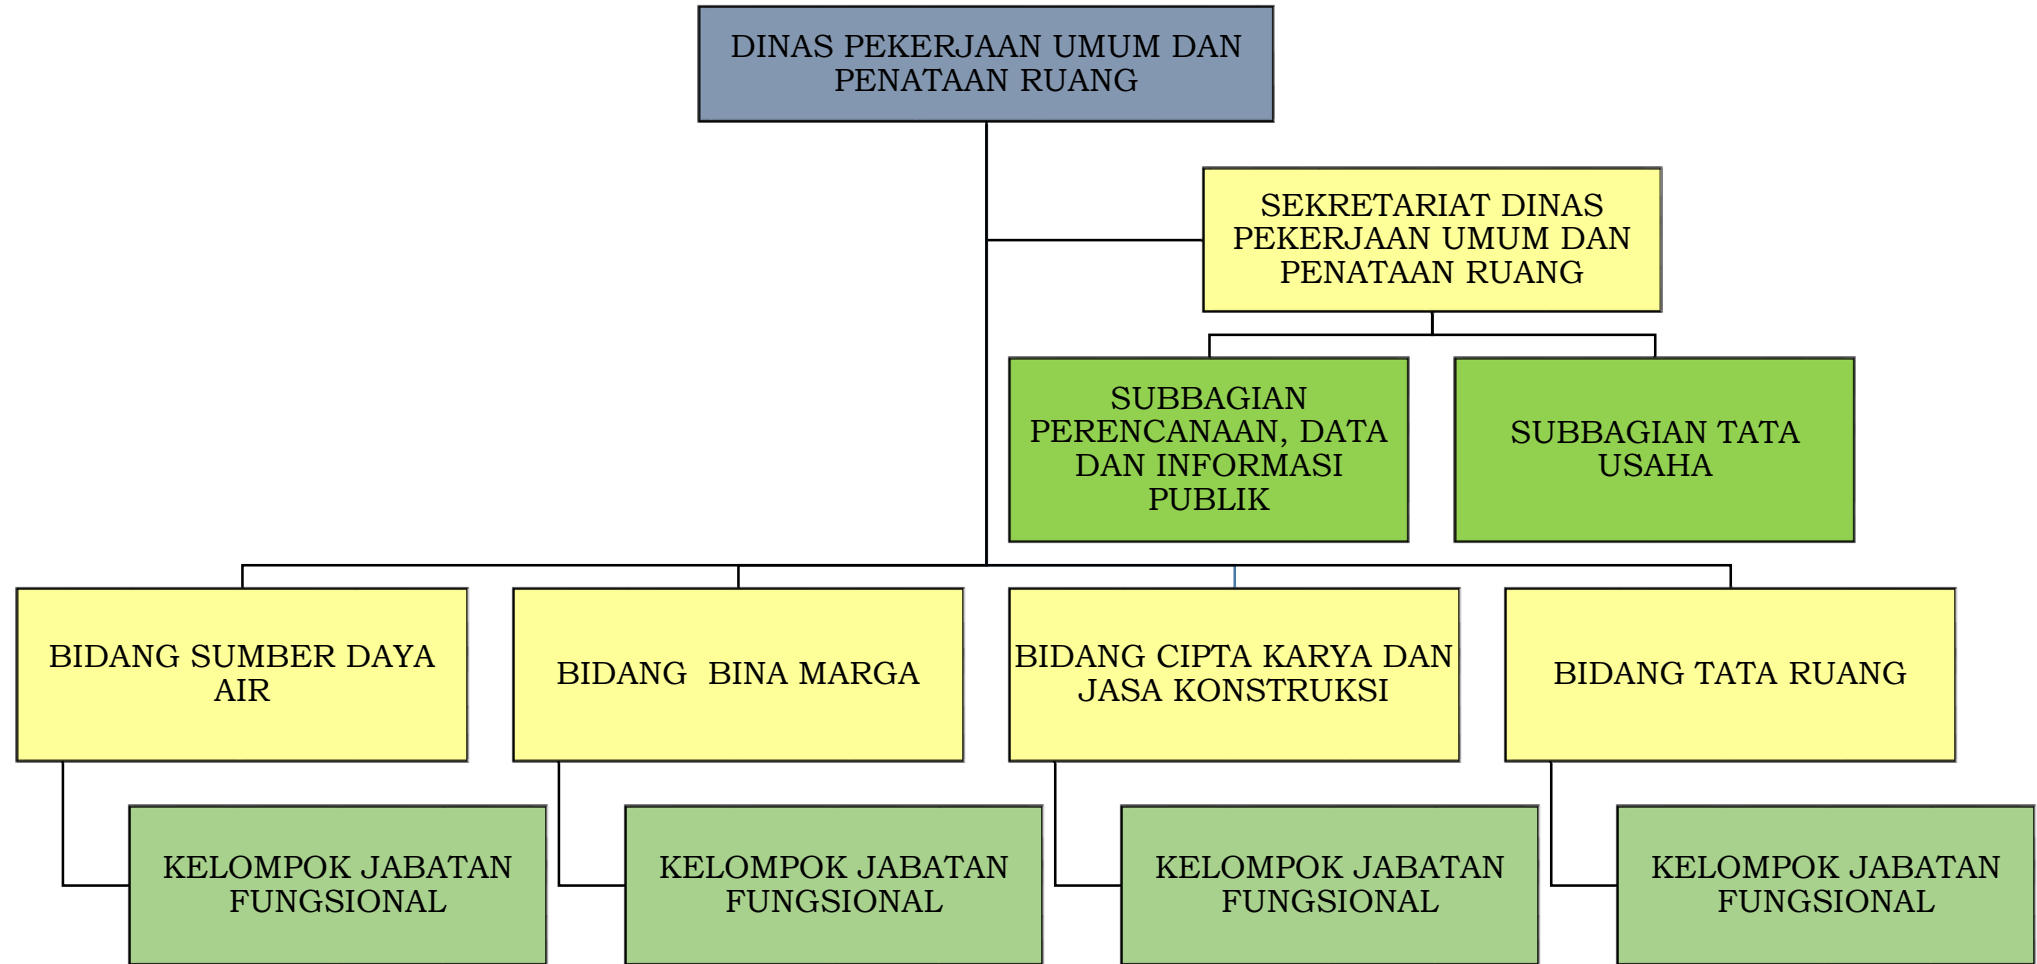 DINAS PEKERJAAN UMUM DAN
PENATAAN RUANG
SEKRETARIAT DINAS
PEKERJAAN UMUM DAN
PENATAAN RUANG
SUBBAGIAN
PERENCANAAN, DATA
DAN INFORMASI
PUBLIK
SUBBAGIAN TATA
USAHA
BIDANG SUMBER DAYA
AIR
BIDANG  BINA MARGA
BIDANG CIPTA KARYA DAN
JASA KONSTRUKSI
BIDANG TATA RUANG
KELOMPOK JABATAN
FUNGSIONAL
KELOMPOK JABATAN
FUNGSIONAL
KELOMPOK JABATAN
FUNGSIONAL
KELOMPOK JABATAN
FUNGSIONAL